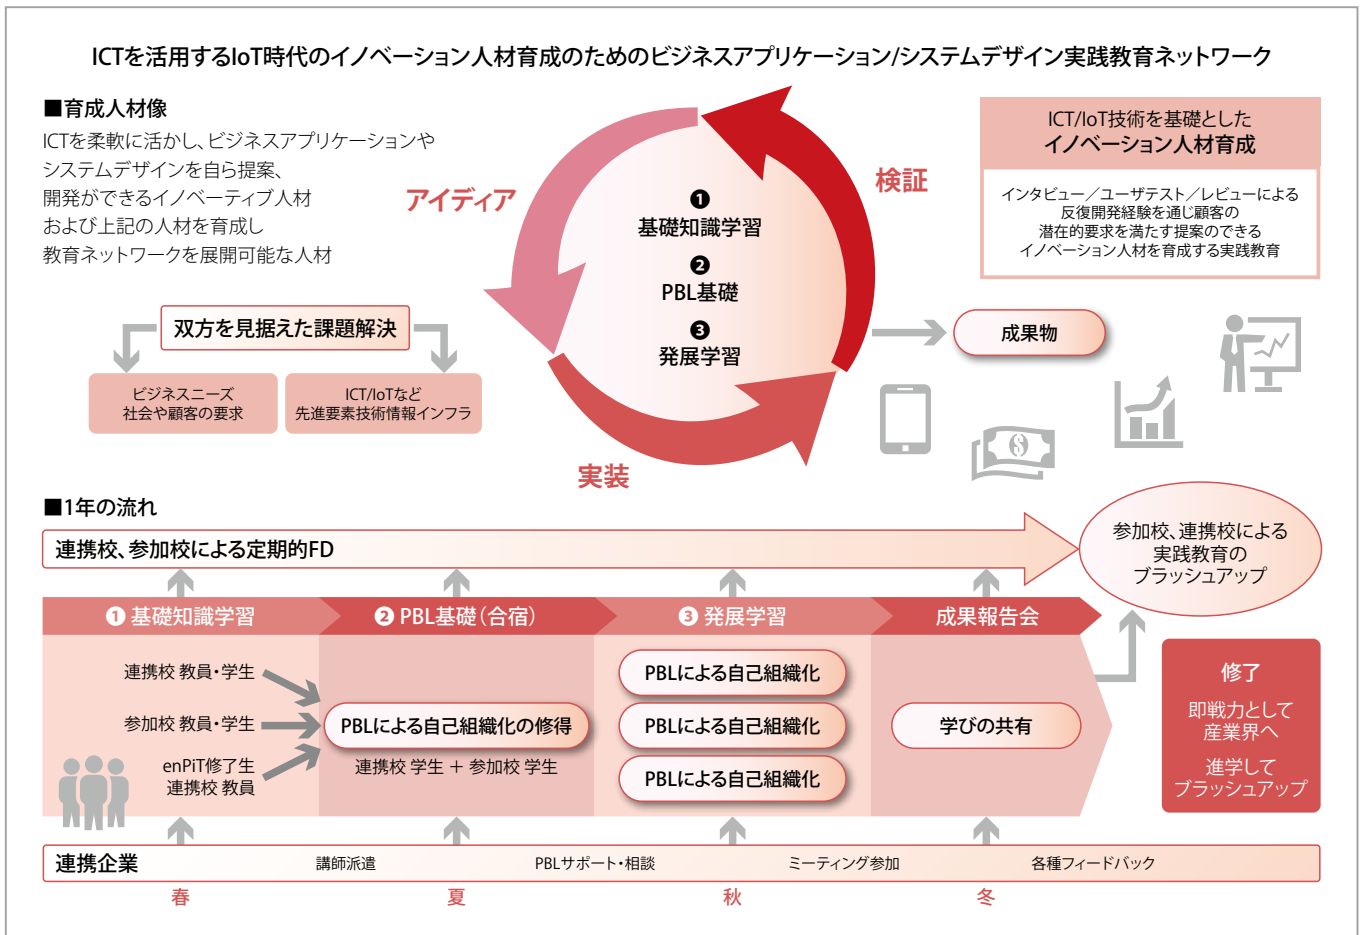 ICTを活用するIoT時代のイノベーション人材育成のためのビジネスアプリケーション/システムデザイン実践教育ネットワーク
■育成人材像
ICTを柔軟に活かし、ビジネスアプリケーションや
システムデザインを自ら提案、
開発ができるイノベーティブ人材
および上記の人材を育成し
教育ネットワークを展開可能な人材
双方を見据えた課題解決
ビジネスニーズ
社会や顧客の要求
ICT/IoTなど
先進要素技術情報インフラ
アイディア
検証
実装
❶
基礎知識学習
❷
PBL基礎
❸
発展学習
ICT/IoT技術を基礎とした
イノベーション人材育成
インタビュー／ユーザテスト／レビューによる
反復開発経験を通じ顧客の
潜在的要求を満たす提案のできる
イノベーション人材を育成する実践教育
成果物
■1年の流れ
連携校、参加校による定期的FD
参加校、連携校による
実践教育の
ブラッシュアップ
❶ 基礎知識学習
❷ PBL基礎（合宿）
❸ 発展学習
成果報告会
連携校 教員・学生
参加校 教員・学生
enPiT修了生
連携校 教員
PBLによる自己組織化の修得
連携校 学生 ＋ 参加校 学生
PBLによる自己組織化
PBLによる自己組織化
PBLによる自己組織化
学びの共有
修了
即戦力として
産業界へ
進学して
ブラッシュアップ
連携企業
講師派遣
PBLサポート・相談
ミーティング参加
各種フィードバック
春
夏
秋
冬